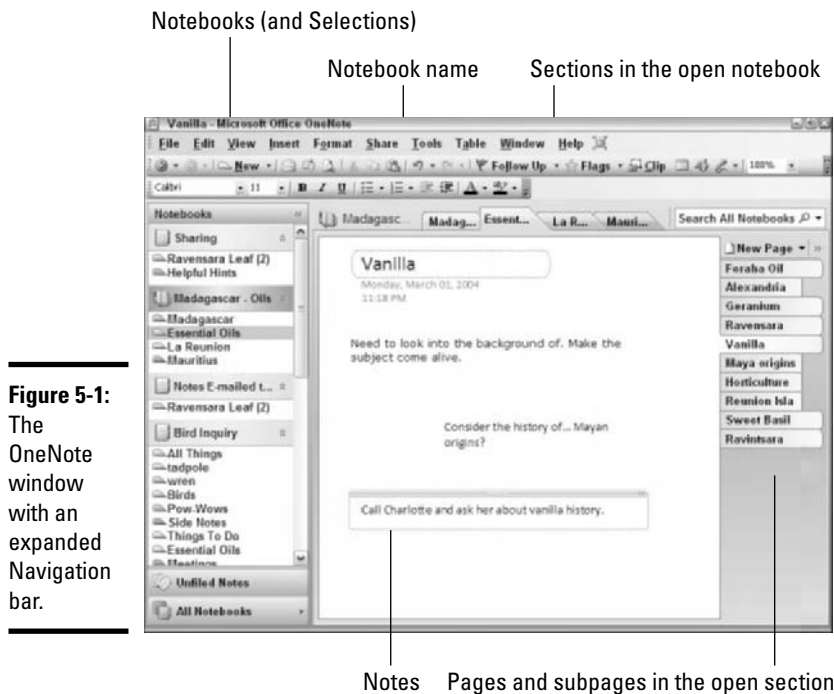 Notebooks (and Selections)
Notebook name
Sections in the open notebook
Vanilla - Microsoft Office OneNote
File Edit View Insert Format Share Tools Table Window Help
New Follow Up Flags Clip 100%
Calibri 11 B I U A
Notebooks
Madagasc... Madag... Essent... La R... Mauri... Search All Notebooks
Sharing
Ravensara Leaf (2)
Helpful Hints
Madagascar - Oils
Madagascar
Essential Oils
La Reunion
Mauritius
Notes E-mailed t...
Ravensara Leaf (2)
Bird Inquiry
All Things
tadpole
wren
Birds
Pow-Wows
Side Notes
Things To Do
Essential Oils
Meetings
Unfiled Notes
All Notebooks
Vanilla
Monday, March 01, 2004
11:18 PM
Need to look into the background of. Make the
subject come alive.
Consider the history of... Mayan
origins?
Call Charlotte and ask her about vanilla history.
New Page
Foraha Oil
Alexandria
Geranium
Ravensara
Vanilla
Maya origins
Horticulture
Reunion Isla
Sweet Basil
Ravintsara
Figure 5-1:
The
OneNote
window
with an
expanded
Navigation
bar.
Notes
Pages and subpages in the open section